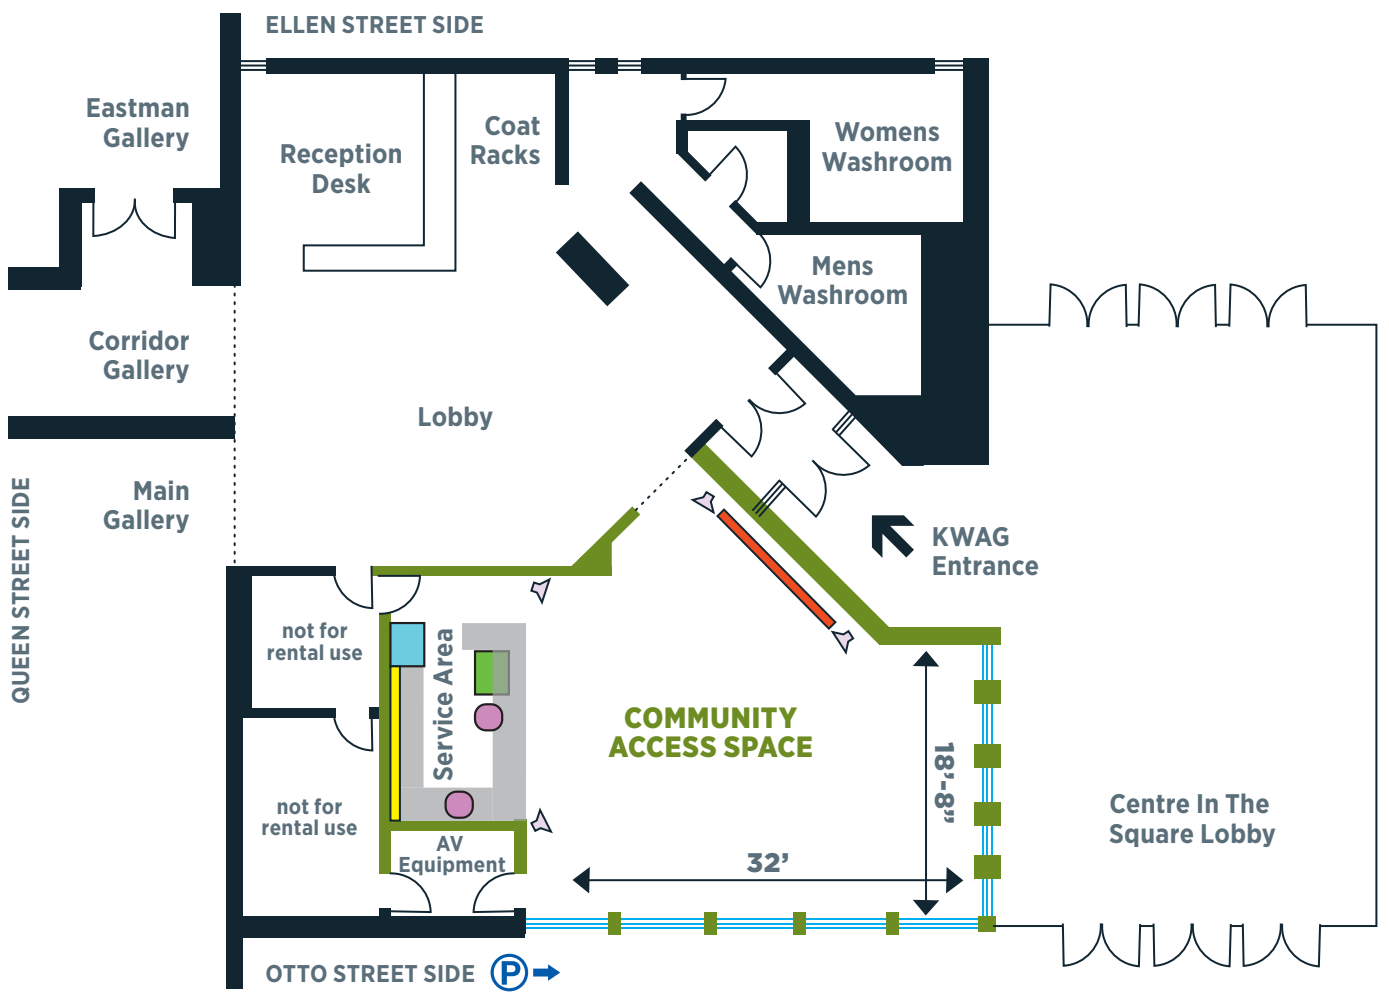 ELLEN STREET SIDE
Eastman
Gallery
Reception
Desk
Coat
Racks
Womens
Washroom
Mens
Washroom
Corridor
Gallery
Lobby
Main
Gallery
QUEEN STREET SIDE
KWAG
Entrance
not for
rental use
Service Area
COMMUNITY
ACCESS SPACE
18’-8”
not for
rental use
AV
Equipment
32’
Centre In The
Square Lobby
OTTO STREET SIDE P